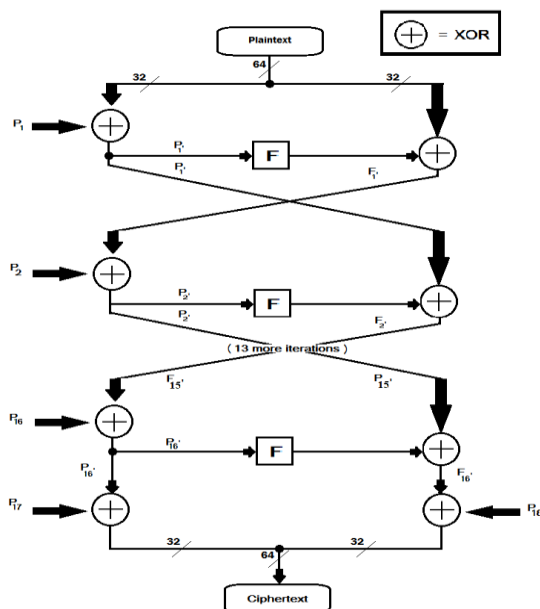 Plaintext
= XOR
64
32
32
P1
P1'
F
P1'
F1'
P2
P2'
F
P2'
F2'
( 13 more iterations )
F15'
P15'
P16
P16'
F
P16'
F16'
P17
P18
32
64
32
Ciphertext